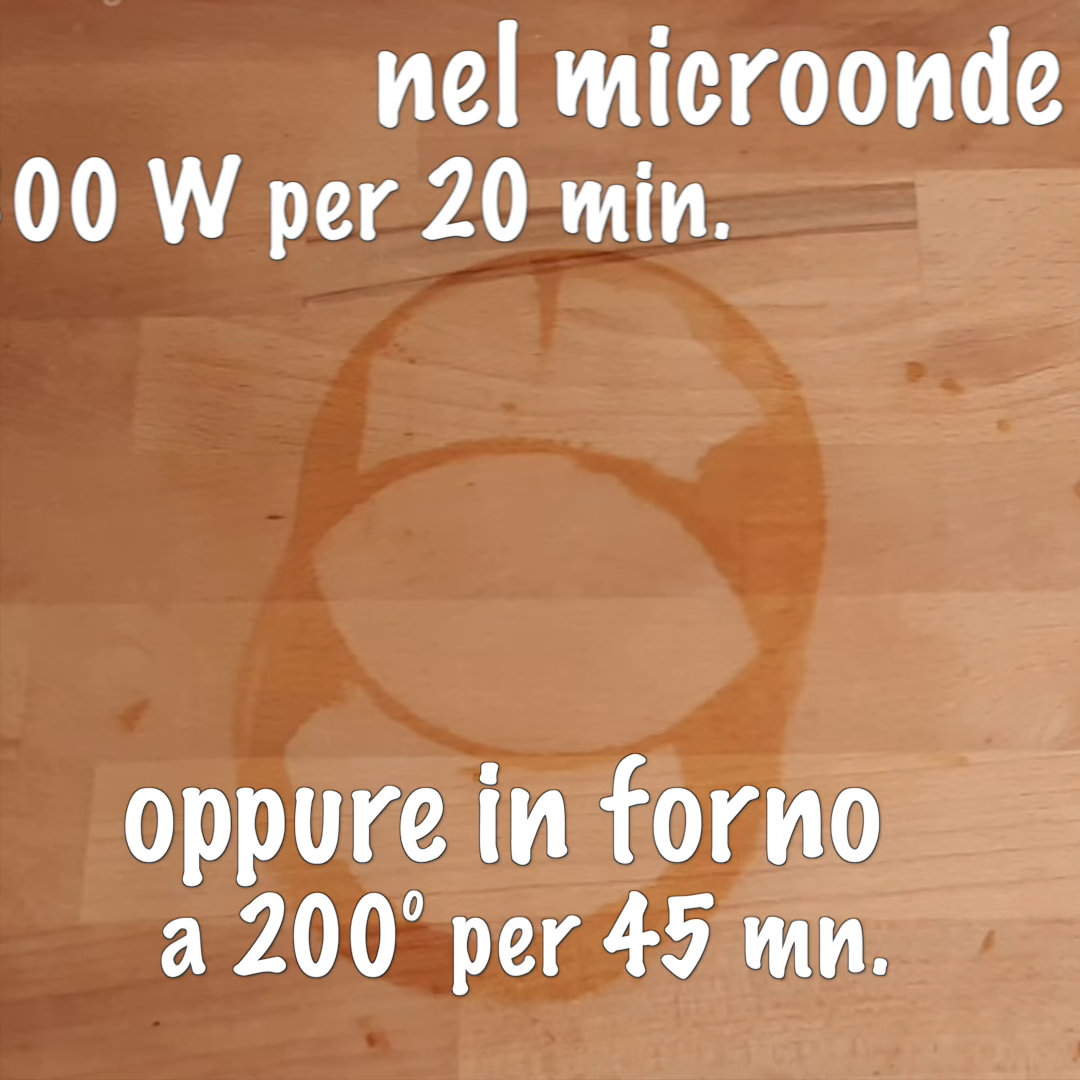 nel microonde
00 W per 20 min.
oppure in forno
a 200° per 45 mn.